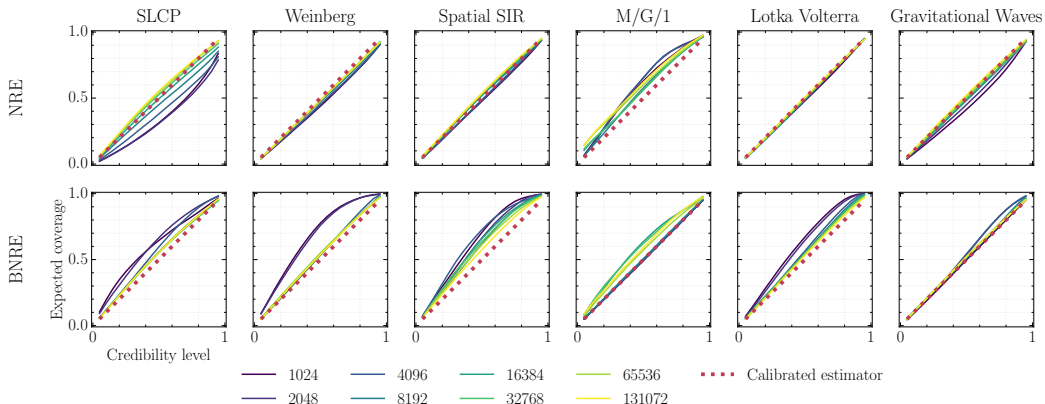 SLCP Weinberg Spatial SIR M/G/1 Lotka Volterra Gravitational Waves
NRE
1.0
0.5
0.0
BNRE
Expected coverage
1.0
0.5
0.0
0 1 0 1 0 1 0 1 0 1 0 1
Credibility level
1024 4096 16384 65536 Calibrated estimator
2048 8192 32768 131072